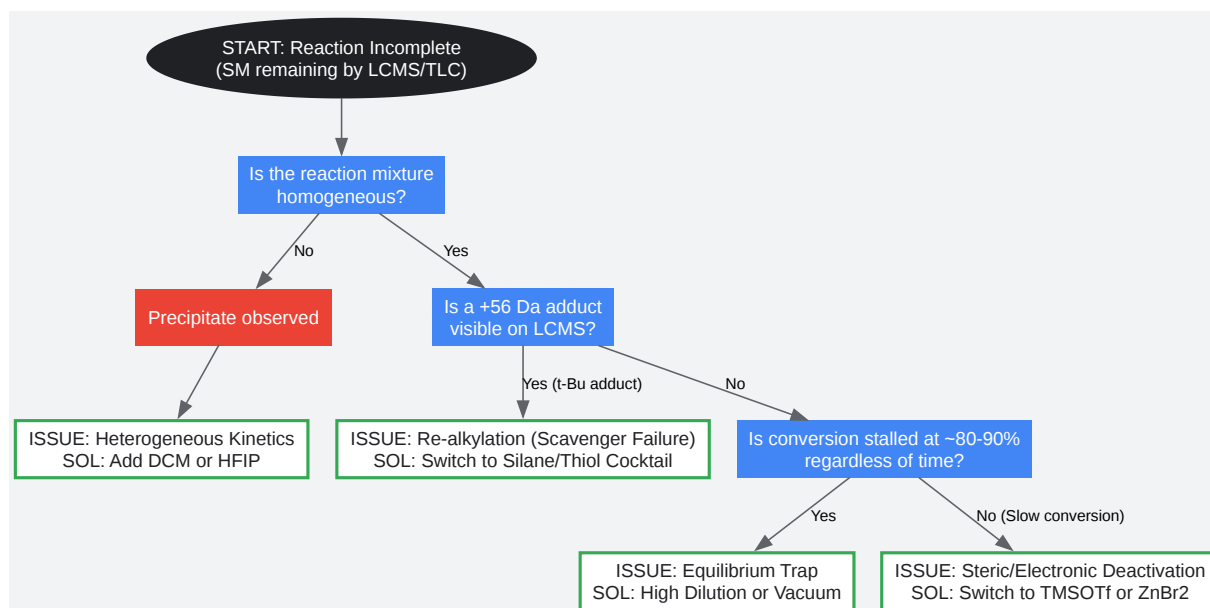 START: Reaction Incomplete
(SM remaining by LCMS/TLC)
Is the reaction mixture
homogeneous?
No
Yes
Precipitate observed
Is a +56 Da adduct
visible on LCMS?
Yes (t-Bu adduct)
No
ISSUE: Heterogeneous Kinetics
SOL: Add DCM or HFIP
ISSUE: Re-alkylation (Scavenger Failure)
SOL: Switch to Silane/Thiol Cocktail
Is conversion stalled at ~80-90%
regardless of time?
Yes
No (Slow conversion)
ISSUE: Equilibrium Trap
SOL: High Dilution or Vacuum
ISSUE: Steric/Electronic Deactivation
SOL: Switch to TMSOTf or ZnBr2